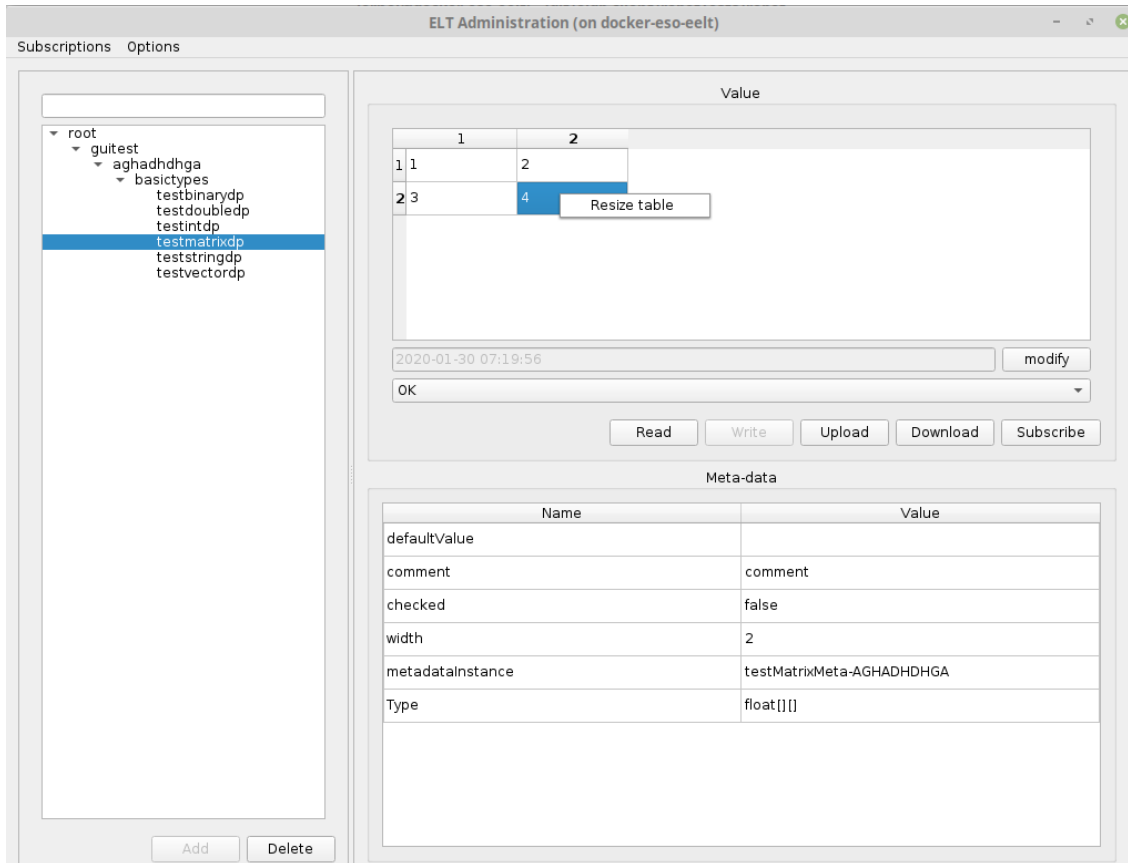 ELT Administration (on docker-eso-eelt)
Subscriptions Options
root
guitest
aghadhdhga
basictypes
testbinarydp
testdoubledp
testintdp
testmatrixdp
teststringdp
testvectordp
Add Delete
Value
1 2
1 1 2
2 3 4
Resize table
2020-01-30 07:19:56 modify
OK
Read Write Upload Download Subscribe
Meta-data
Name Value
defaultValue
comment comment
checked false
width 2
metadataInstance testMatrixMeta-AGHADHDHGA
Type float[][]